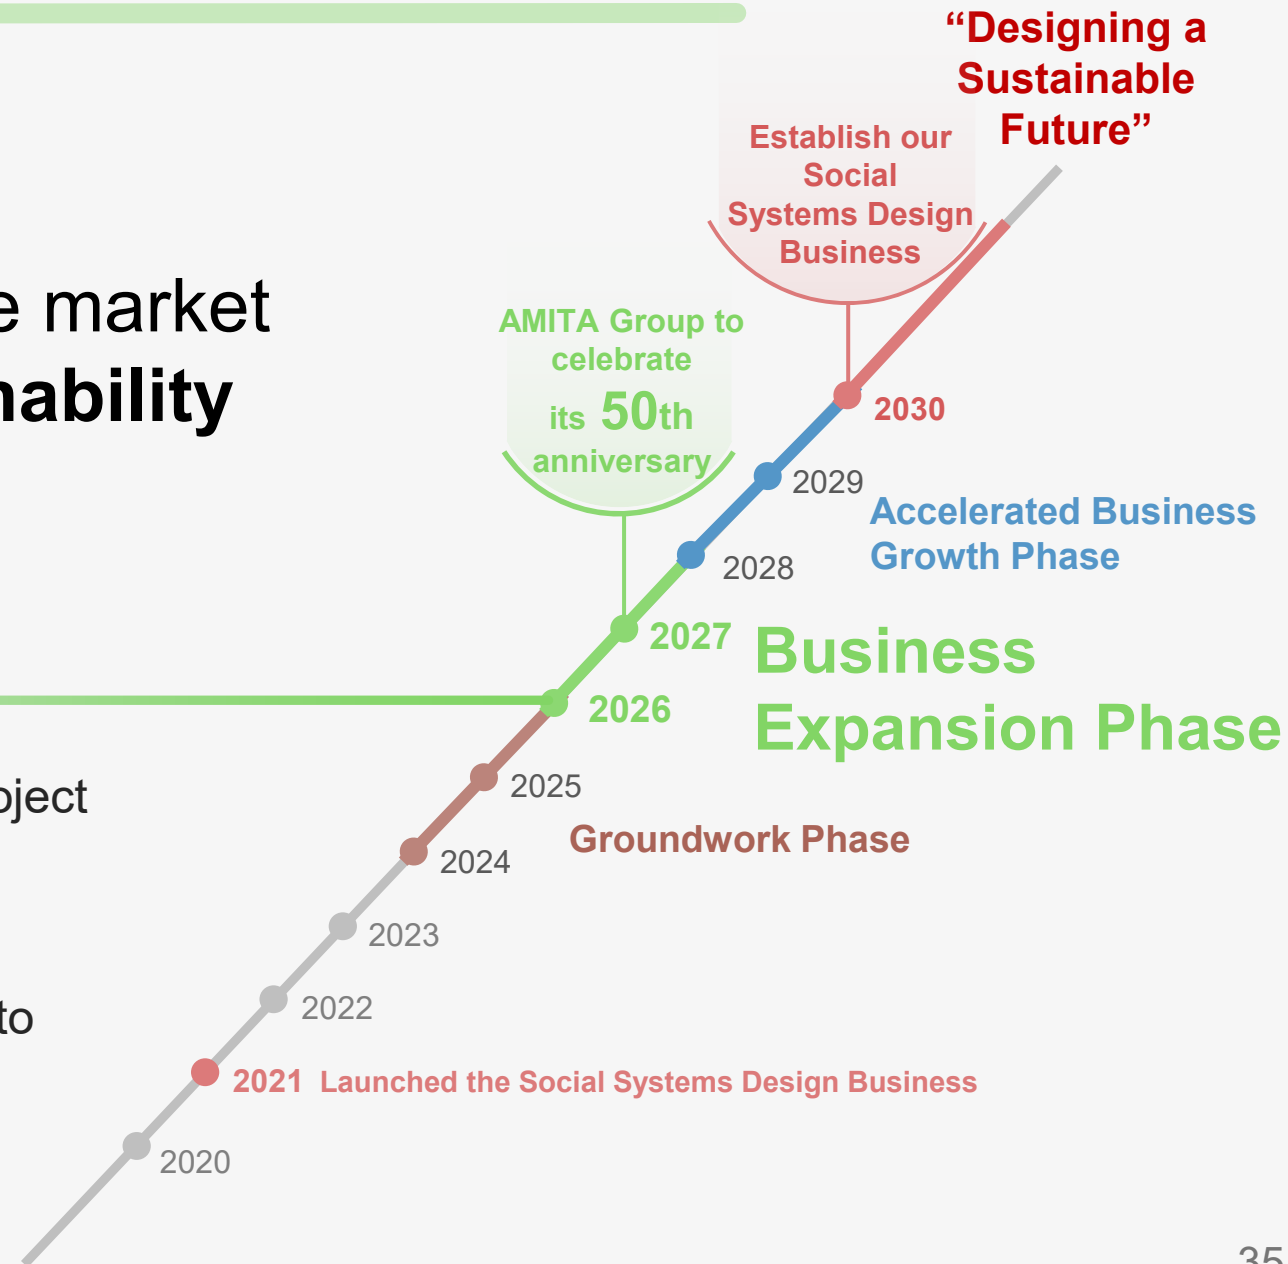 “Designing a
Sustainable
Future”
Establish our
Social
Systems Design
Business
market
AMITA Group to
celebrate
its 50th
anniversary
2030
2029
Accelerated Business
Growth Phase
2028
2027
Business
Expansion Phase
2026
2025
Groundwork Phase
2024
2023
to
2022
2021 Launched the Social Systems Design Business
2020
35